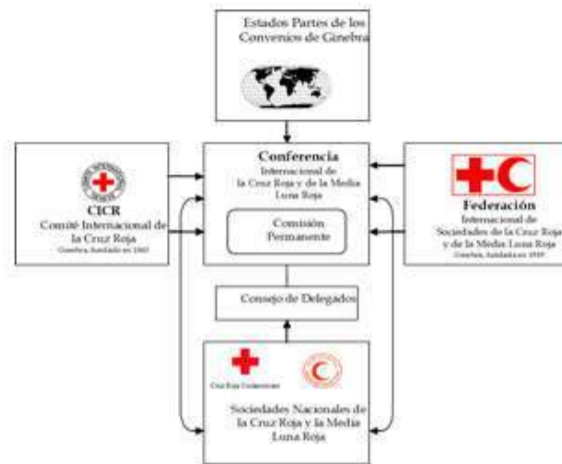 Estados Partes de los
Convenios de Ginebra
Conferencia
Internacional de
la Cruz Roja y de la Media
Luna Roja
Comisión
Permanente
CICR
Comité Internacional de
la Cruz Roja
Ginebra, fundado en
Federación
Internacional de
Sociedades de la Cruz Roja
y de la Media Luna Roja
Ginebra, fundada en 1919
Consejo de Delegados
Cruz Roja
Sociedades Nacionales de
la Cruz Roja y la Media
Luna Roja